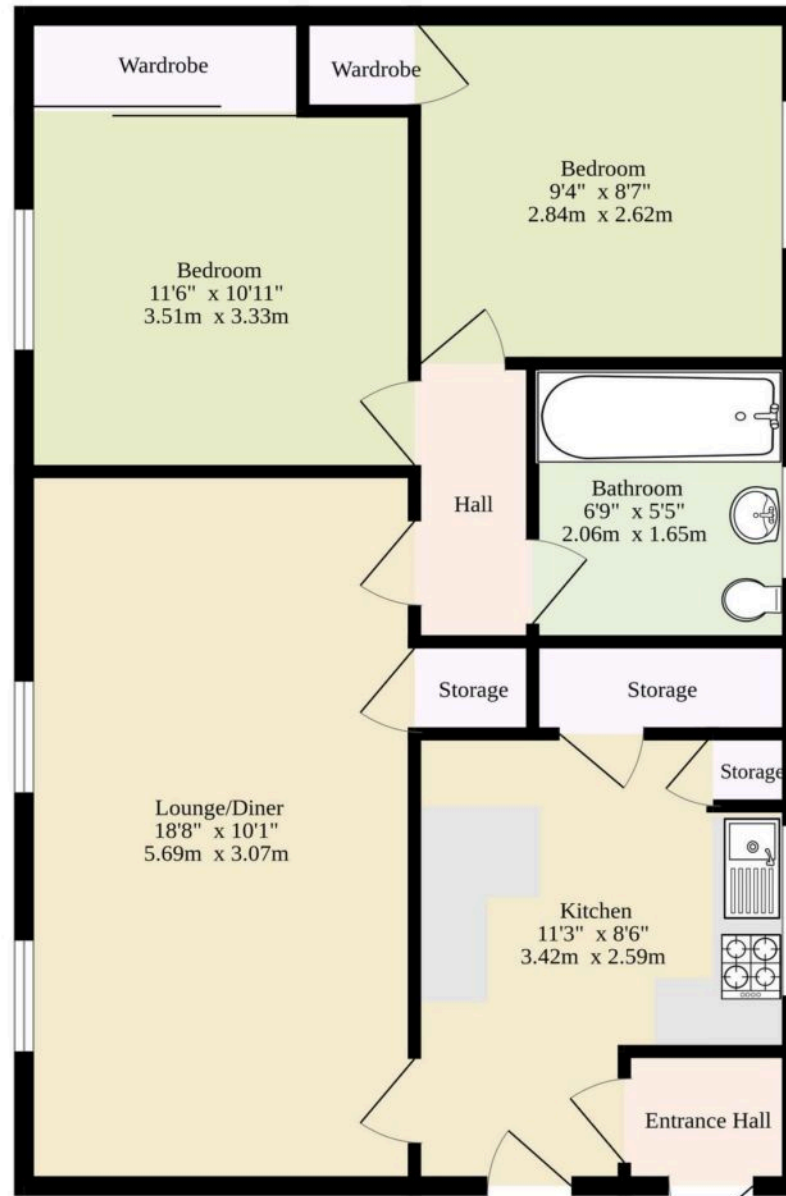 Wardrobe
Wardrobe
Bedroom
9'4" x 8'7"
2.84m x 2.62m
Bedroom
11'6" x 10'11"
3.51m x 3.33m
Hall
Bathroom
6'9" x 5'5"
2.06m x 1.65m
Storage
Storage
Storage
Lounge/Diner
18'8" x 10'1"
5.69m x 3.07m
Kitchen
11'3" x 8'6"
3.42m x 2.59m
Entrance Hall